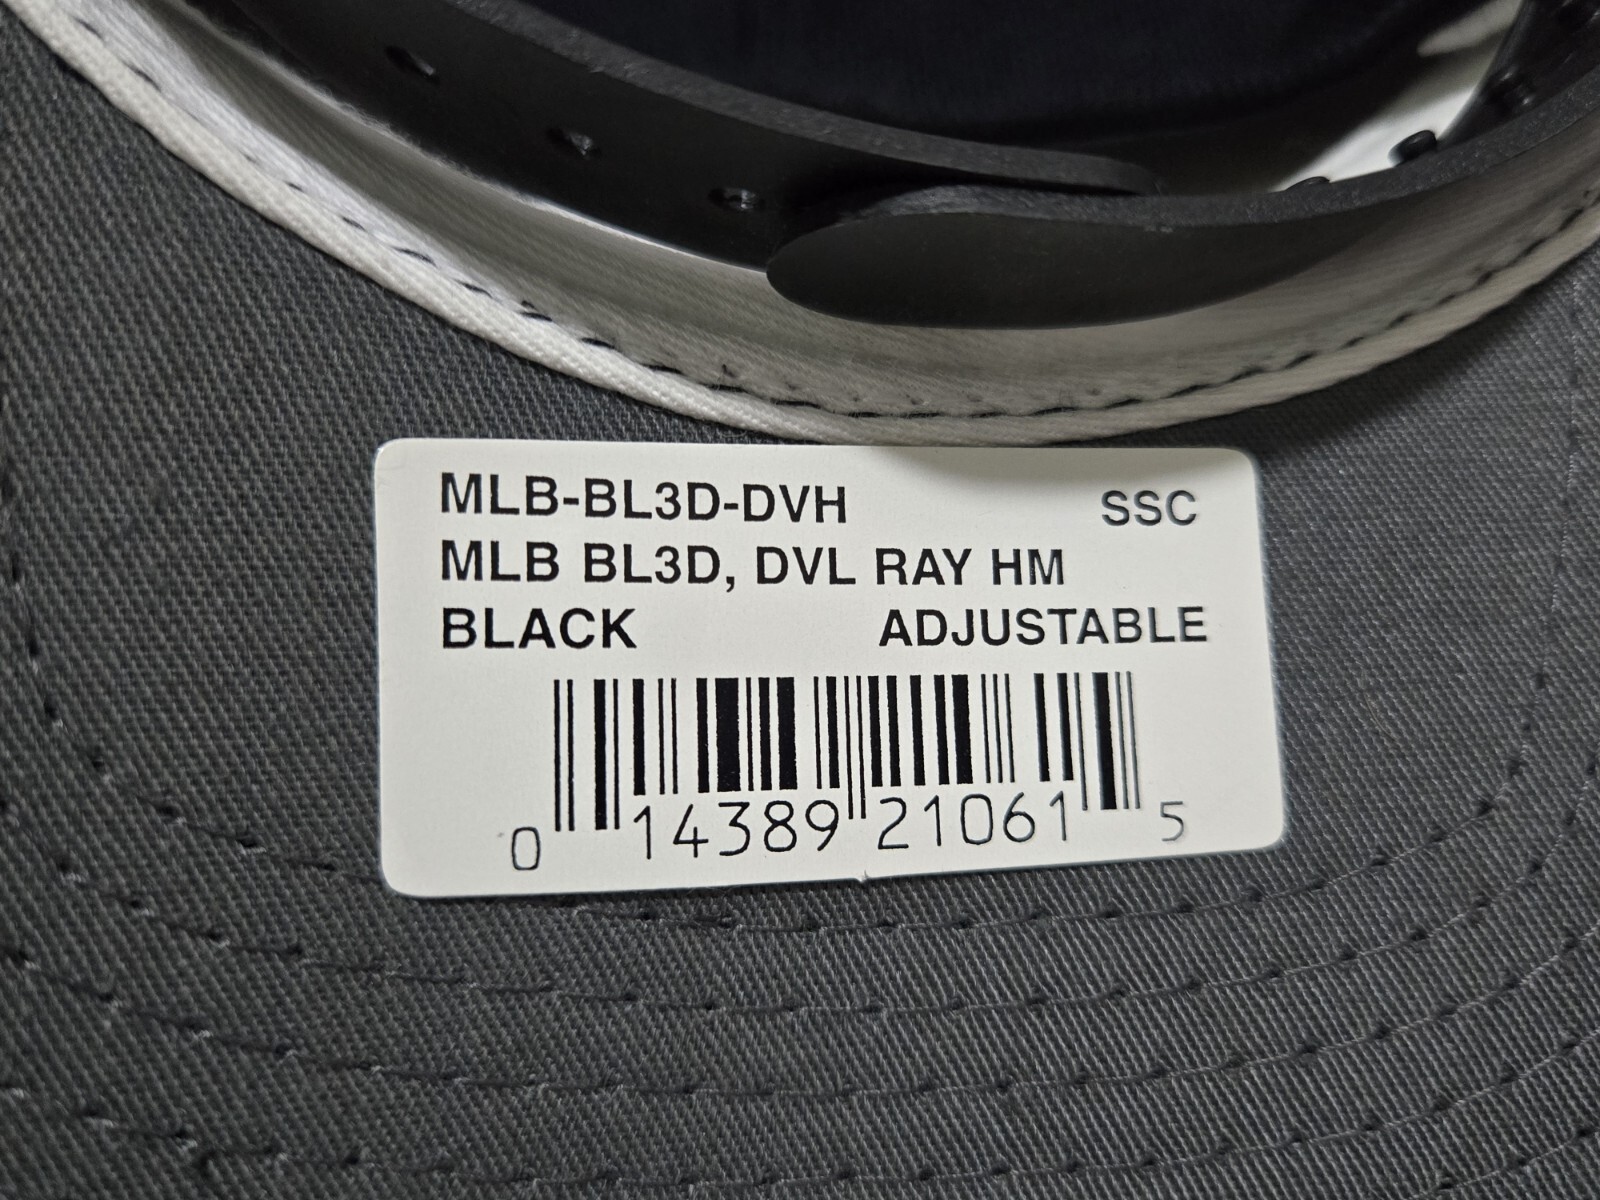 MLB-BL3D-DVH SSC
MLB BL3D, DVL RAY HM
BLACK ADJUSTABLE
0 14389 21061 5